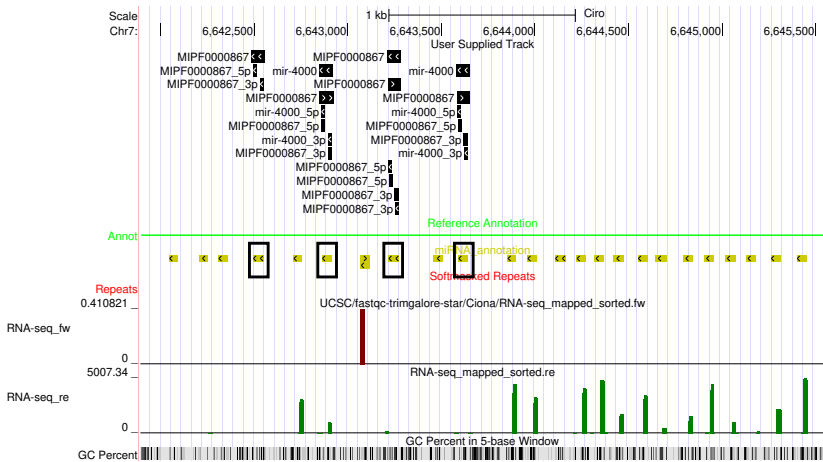 Scale 1 kb Ciro
Chr7: 6,642,500 6,643,000 6,643,500 6,644,000 6,644,500 6,645,000 6,645,500
User Supplied Track
MIPF0000867 MIPF0000867
MIPF0000867_5p mir-4000 mir-4000
MIPF0000867_3p MIPF0000867
MIPF0000867 MIPF0000867
mir-4000_5p mir-4000_5p
MIPF0000867_5p MIPF0000867_5p
mir-4000_3p MIPF0000867_3p
MIPF0000867_3p mir-4000_3p
MIPF0000867_5p
MIPF0000867_5p
MIPF0000867_3p
MIPF0000867_3p
Reference Annotation
Annot
miRNA_annotation
Softmasked Repeats
Repeats
0.410821 _ UCSC/fastqc-trimgalore-star/Ciona/RNA-seq_mapped_sorted.fw
RNA-seq_fw
0 _
5007.34 _ RNA-seq_mapped_sorted.re
RNA-seq_re
0 _
GC Percent in 5-base Window
GC Percent